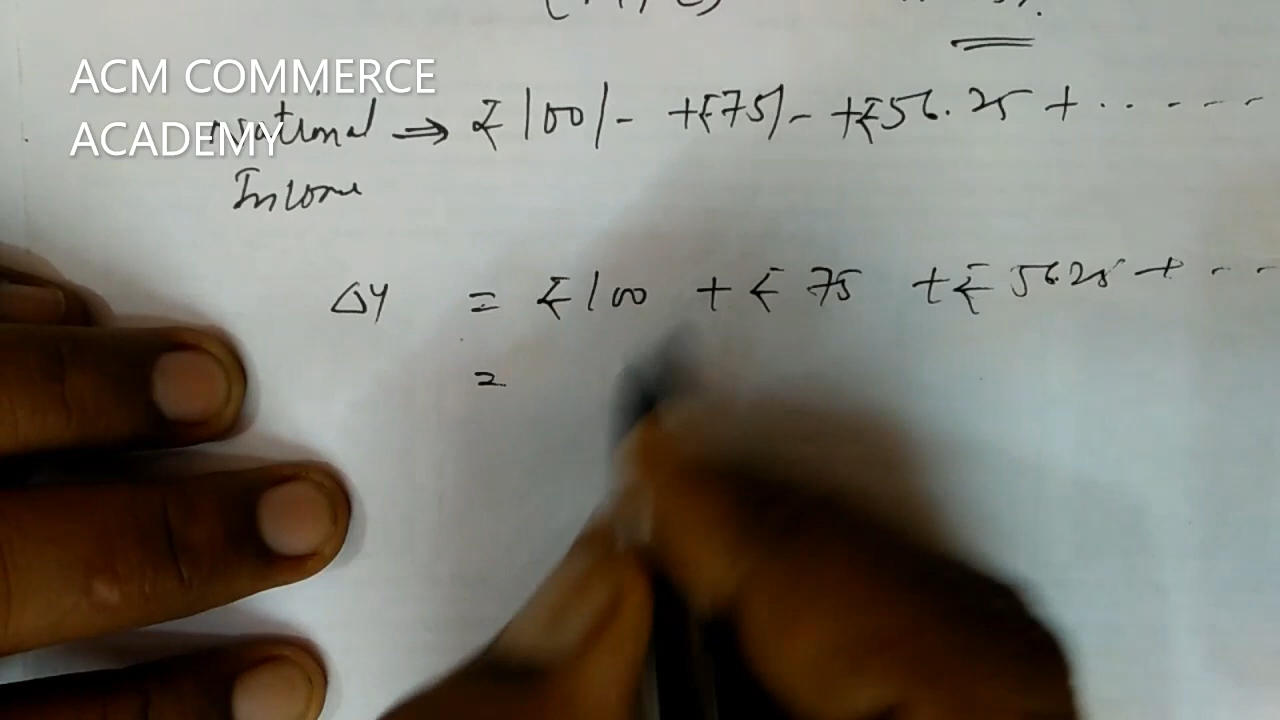 ACM COMMERCE
ACADEMY
National ⇒ ₹100/- + ₹75/- + ₹56.25 + ......
Income
ΔY = ₹100 + ₹75 + ₹56.25 + ....
=